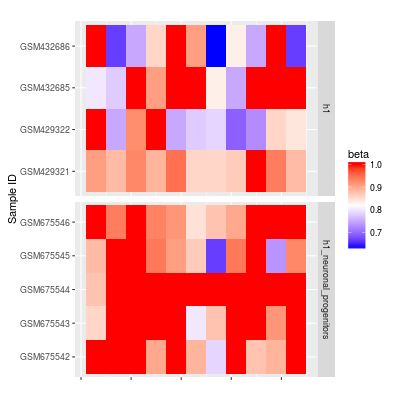 Sample ID
GSM432686
GSM432685
GSM429322
GSM429321
h1
GSM675546
GSM675545
GSM675544
GSM675543
GSM675542
h1_neuronal_progenitors
beta
1.0
0.9
0.8
0.7